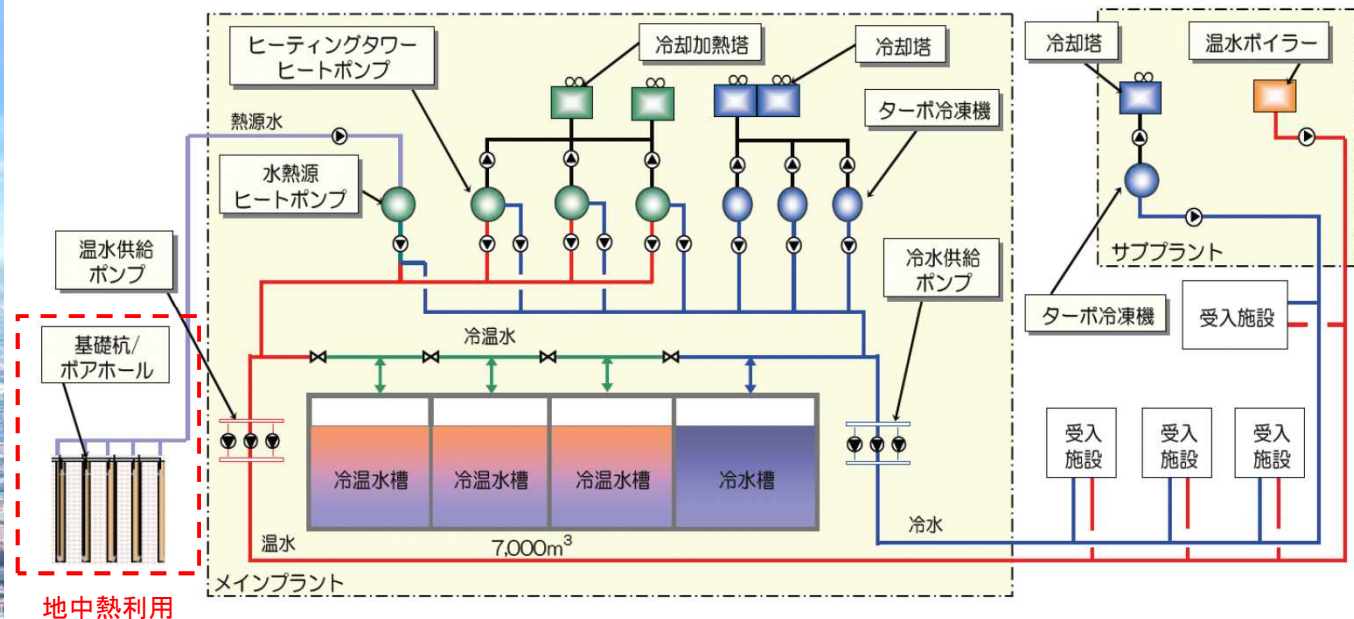 ヒーティングタワー
ヒートポンプ
冷却加熱塔
冷却塔
冷却塔
温水ボイラー
熱源水
ターボ冷凍機
水熱源
ヒートポンプ
温水供給
ポンプ
冷水供給
ポンプ
サブプラント
ターボ冷凍機
受入施設
基礎杭/
ボアホール
冷温水
受入
施設
受入
施設
受入
施設
冷温水槽
冷温水槽
冷温水槽
冷水槽
冷水
温水
7,000m³
メインプラント
地中熱利用